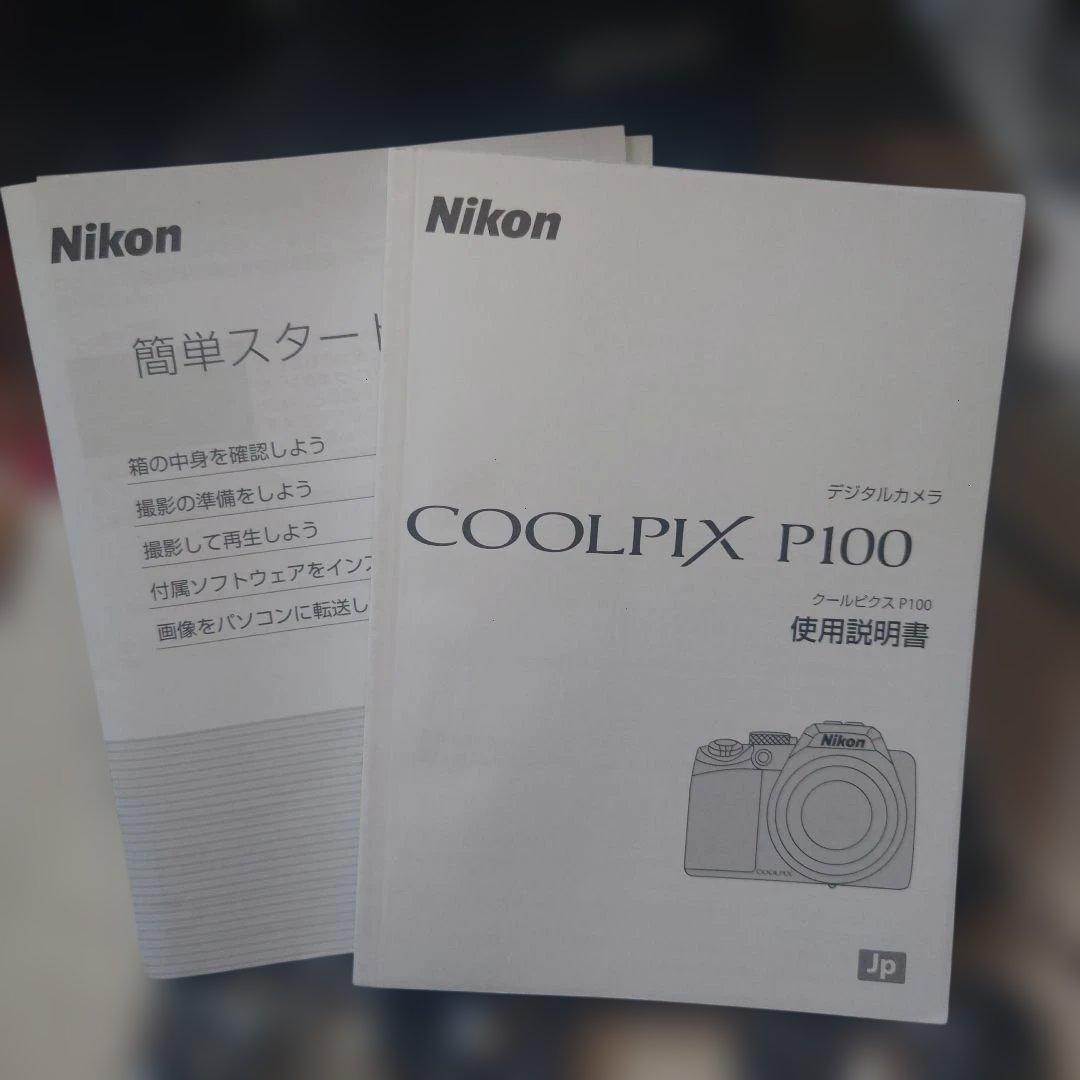 Nikon
簡単スタート
箱の中身を確認しよう
撮影の準備をしよう
撮影して再生しよう
付属ソフトウェアをインス
画像をパソコンに転送し
Nikon
デジタルカメラ
COOLPIX P100
クールピクス P100
使用説明書
Nikon
COOLPIX
Jp